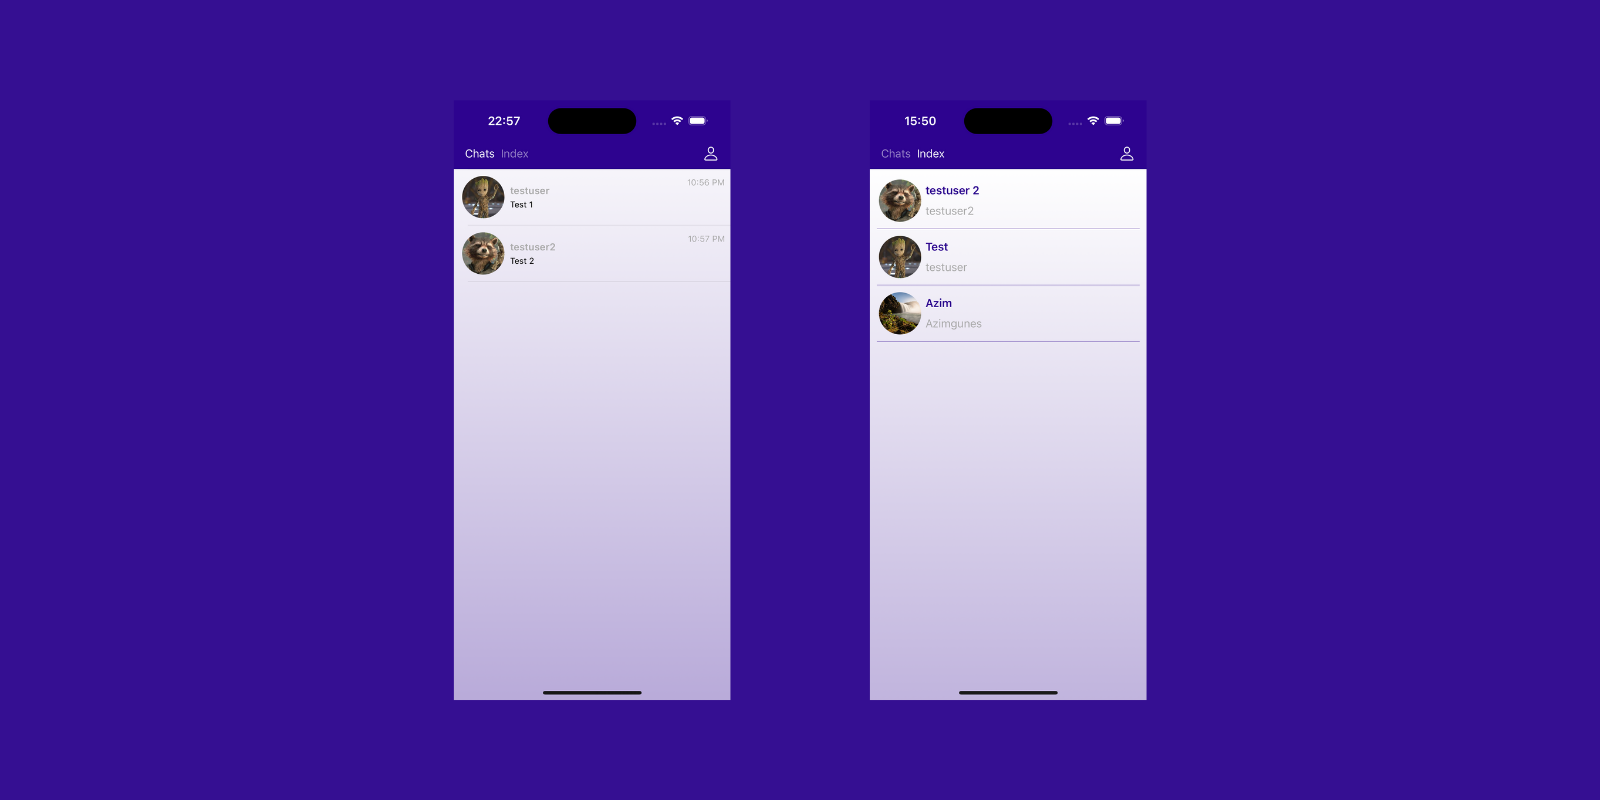 22:57
Chats Index
testuser 10:56 PM
Test 1
testuser2 10:57 PM
Test 2
15:50
Chats Index
testuser 2
testuser2
Test
testuser
Azim
Azimgunes